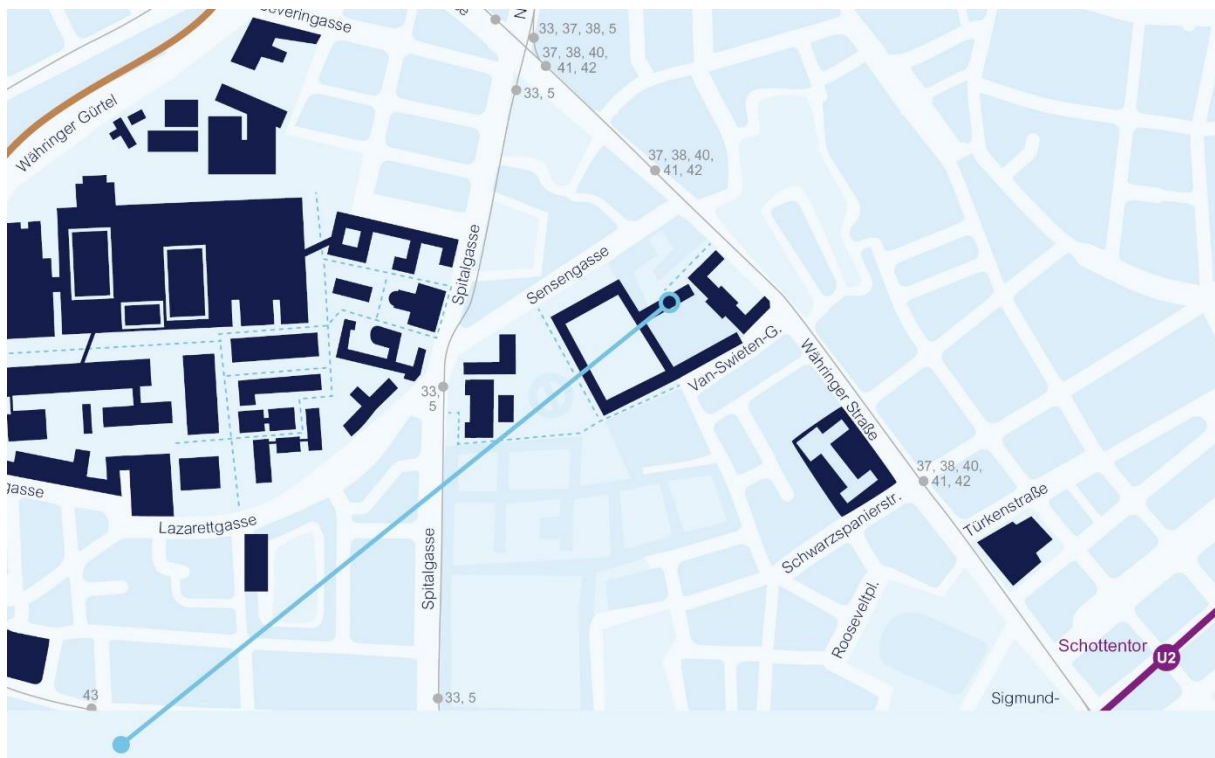 everingasse
N
33, 37, 38, 5
37, 38, 40,
41, 42
33, 5
Währinger Gürtel
37, 38, 40,
41, 42
Spitalgasse
Sensengasse
Van-Swieten-G.
Währinger Straße
33,
5
37, 38, 40,
41, 42
gasse
Lazarettgasse
Türkenstraße
Schwarzspanierstr.
Spitalgasse
Rooseveltpl.
Schottentor
U2
43
33, 5
Sigmund-